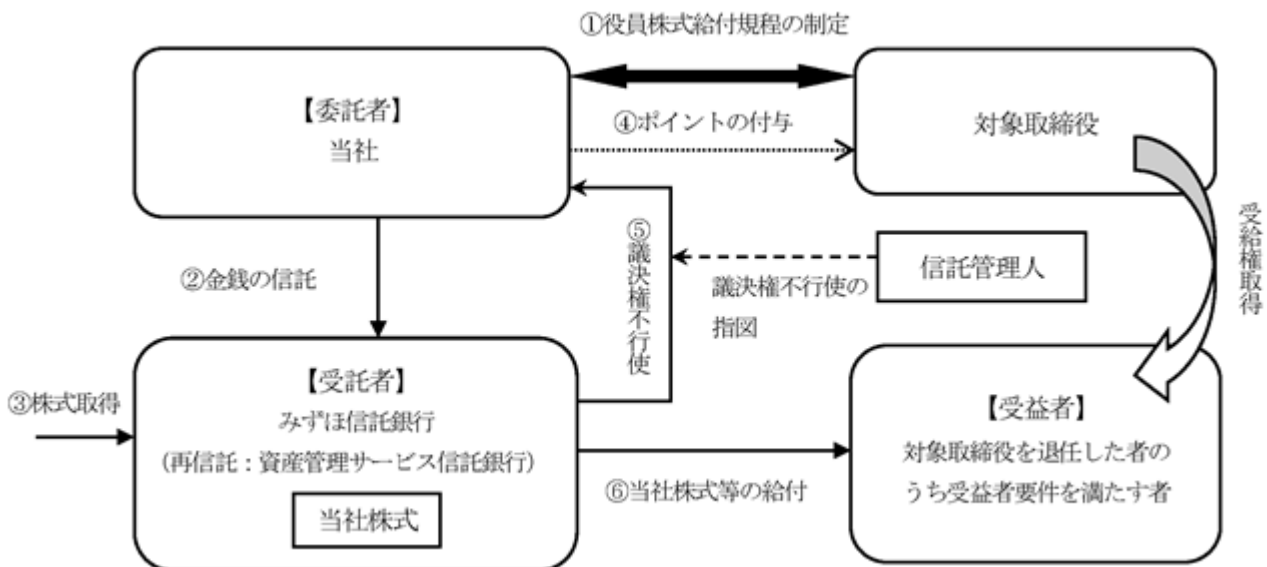 ①役員株式給付規程の制定
【委託者】
当社
④ポイントの付与
対象取締役
②金銭の信託
⑤議決権不行使
議決権不行使の
指図
信託管理人
受給権取得
③株式取得
【受託者】
みずほ信託銀行
(再信託：資産管理サービス信託銀行)
当社株式
⑥当社株式等の給付
【受益者】
対象取締役を退任した者の
うち受益者要件を満たす者